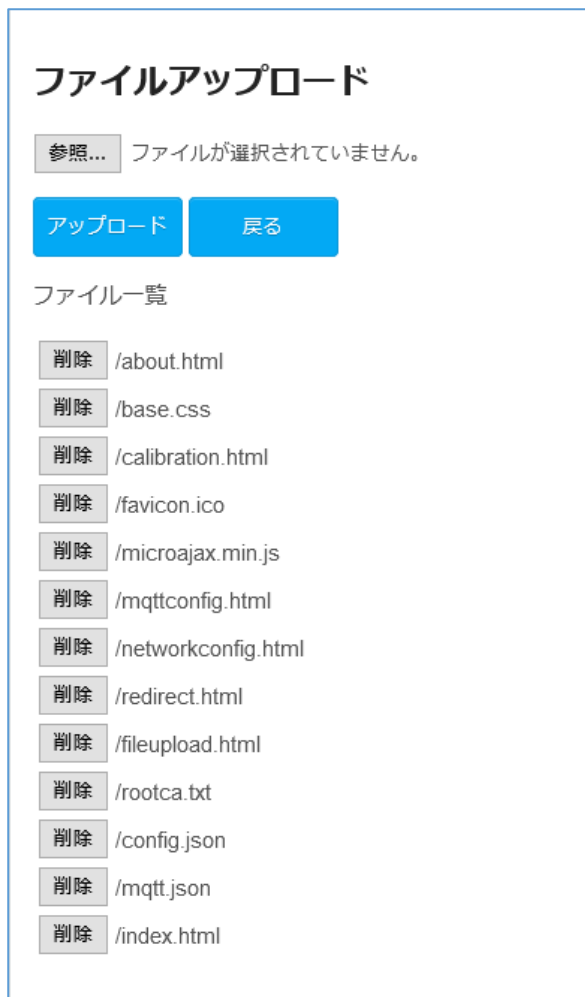 ファイルアップロード
参照... ファイルが選択されていません。
アップロード 戻る
ファイル一覧
削除 /about.html
削除 /base.css
削除 /calibration.html
削除 /favicon.ico
削除 /microajax.min.js
削除 /mqttconfig.html
削除 /networkconfig.html
削除 /redirect.html
削除 /fileupload.html
削除 /rootca.txt
削除 /config.json
削除 /mqtt.json
削除 /index.html